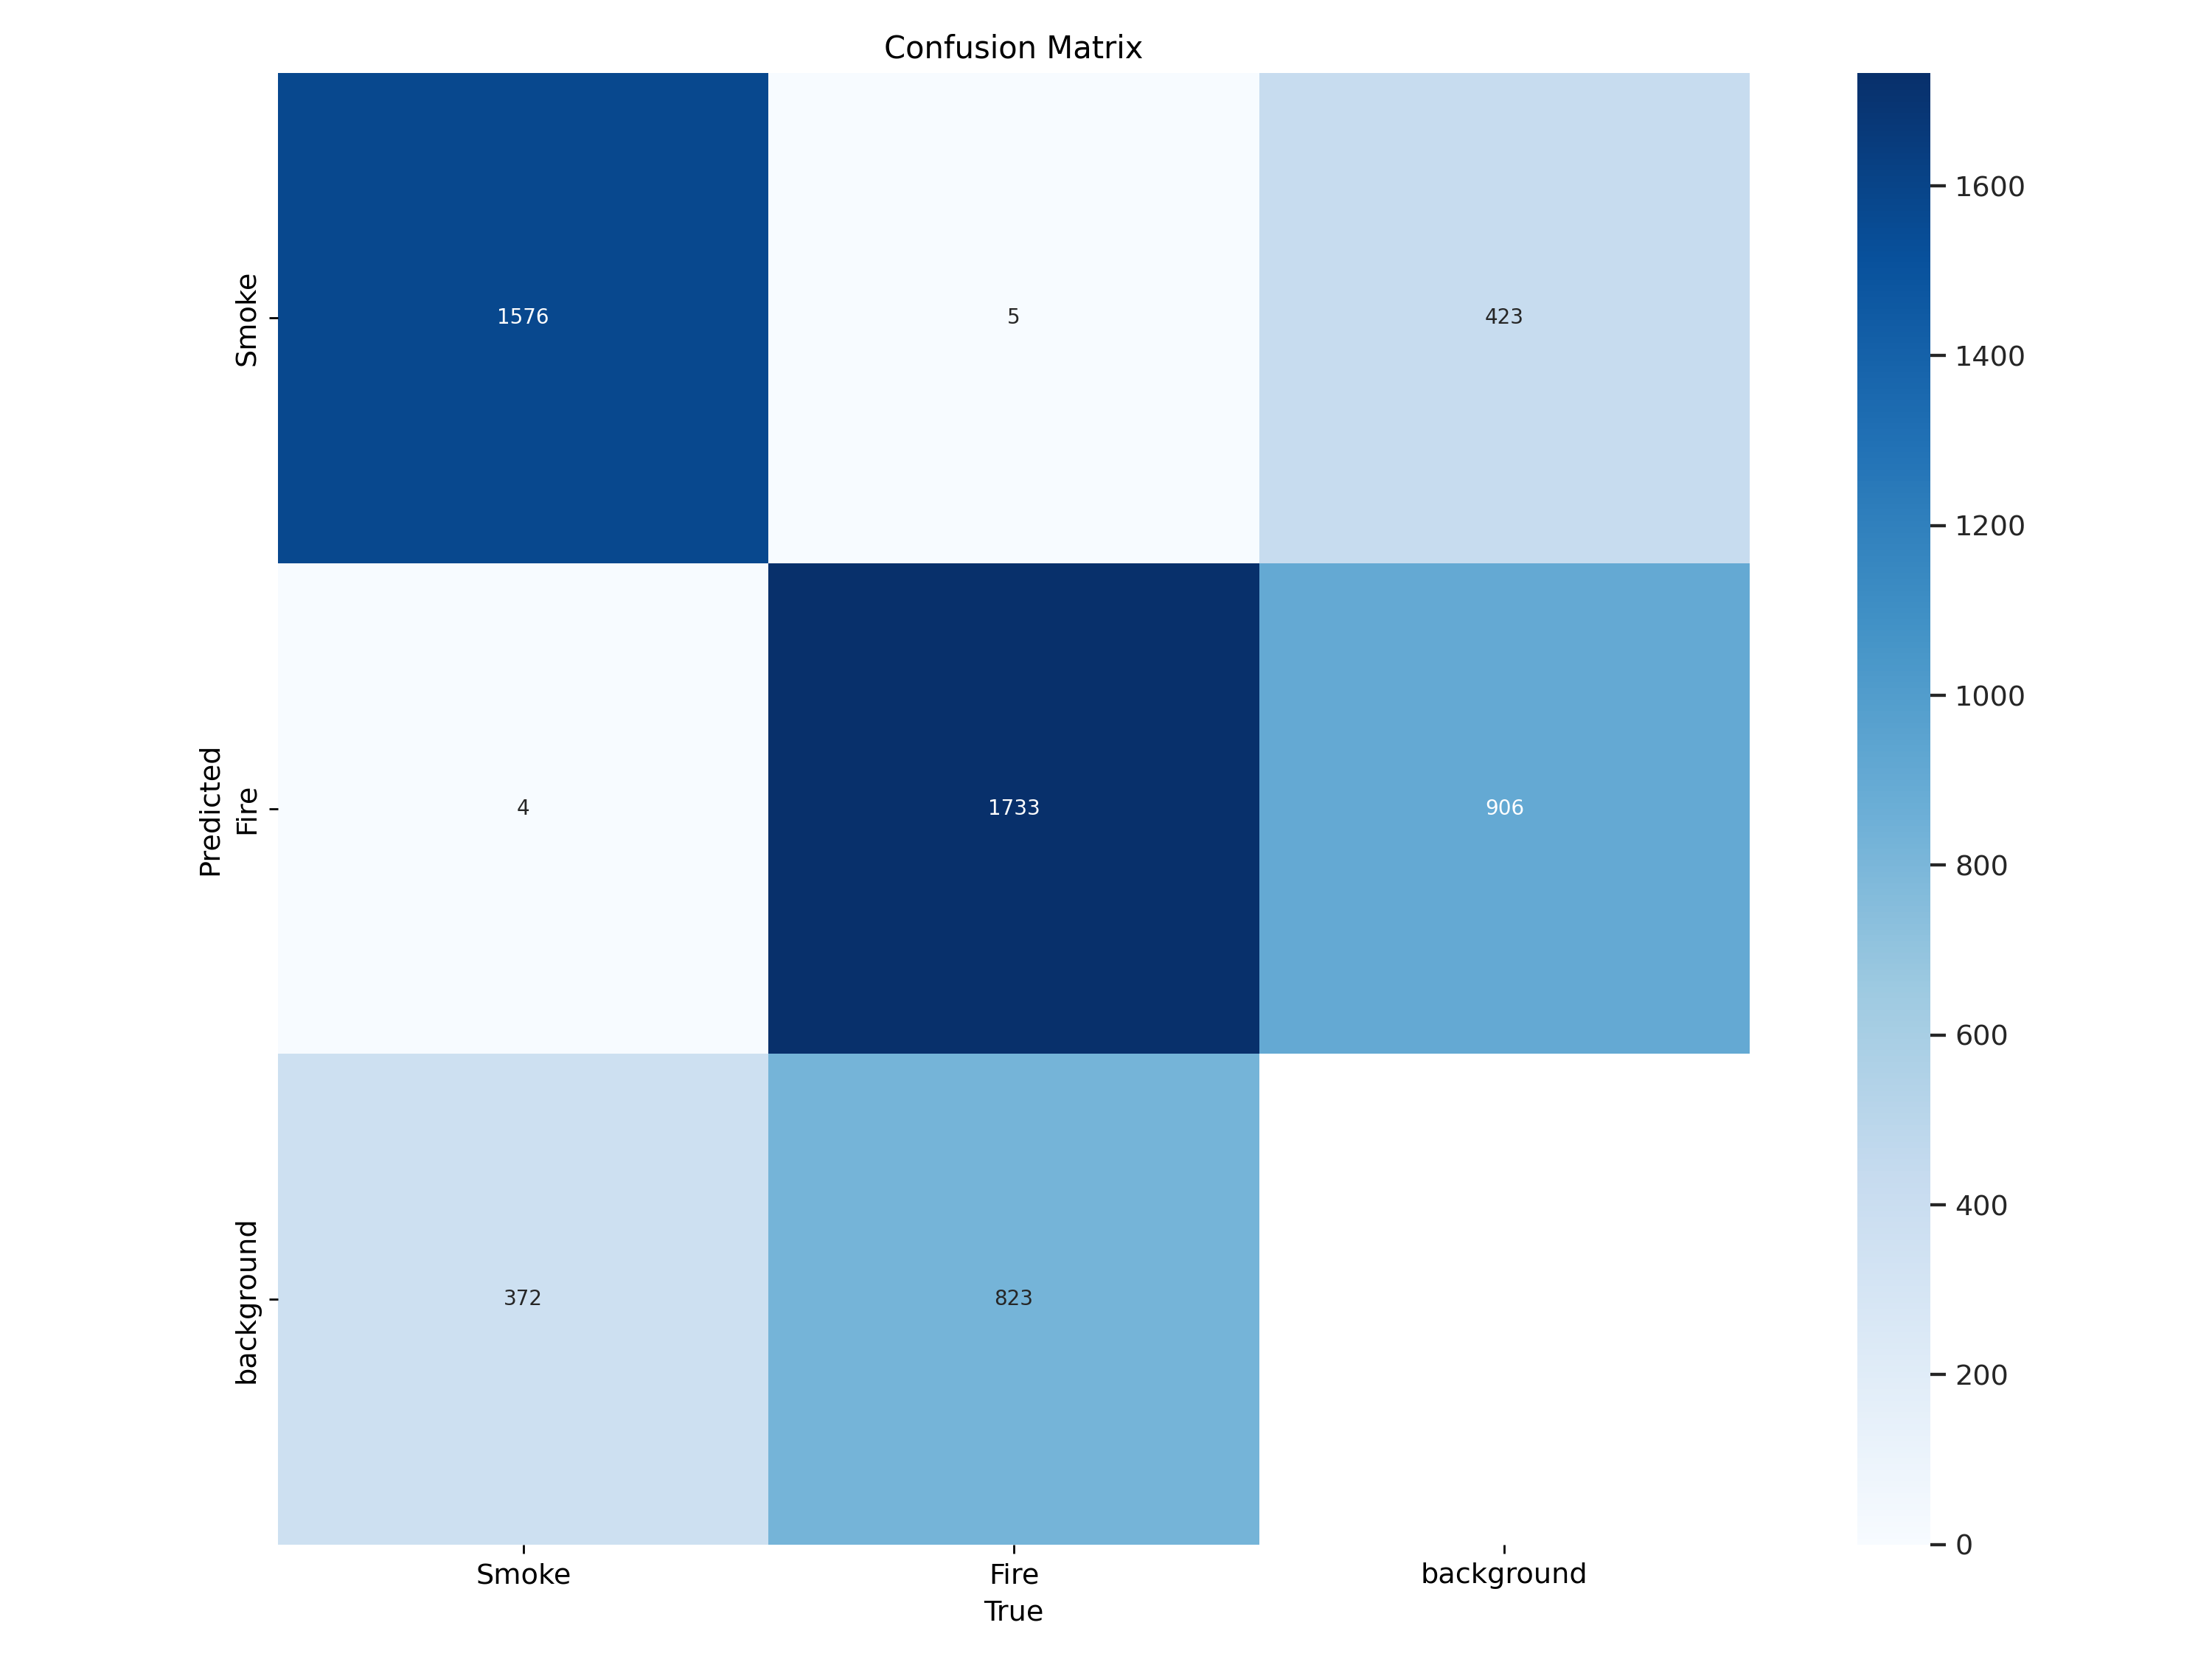 Confusion Matrix
Smoke
1576
5
423
1600
1400
1200
Predicted
Fire
4
1733
906
1000
800
600
background
372
823
400
200
0
Smoke
Fire
background
True